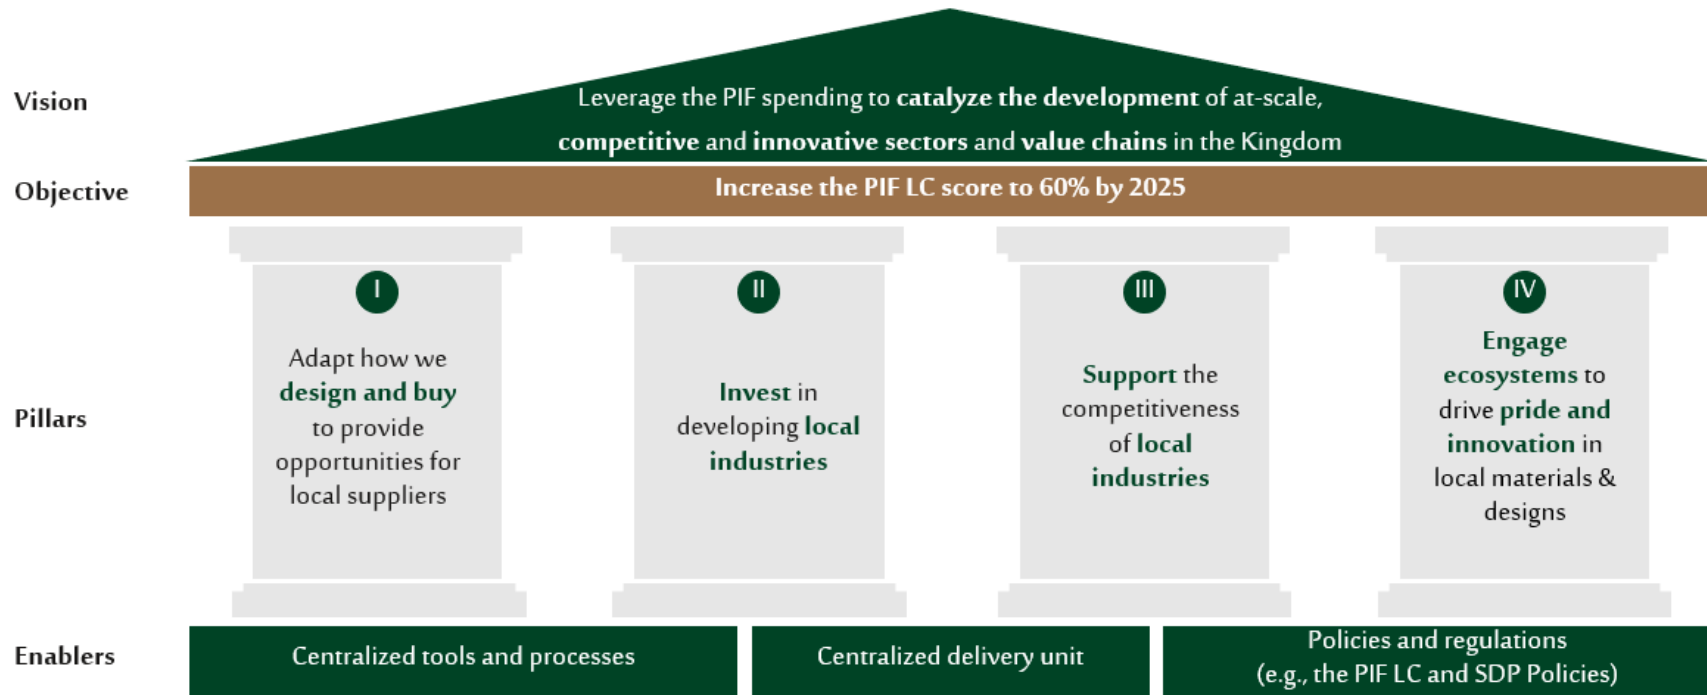 Vision
Leverage the PIF spending to catalyze the development of at-scale,
competitive and innovative sectors and value chains in the Kingdom
Objective
Increase the PIF LC score to 60% by 2025
Pillars
I
Adapt how we
design and buy
to provide
opportunities for
local suppliers
II
Invest in
developing local
industries
III
Support the
competitiveness
of local
industries
IV
Engage
ecosystems to
drive pride and
innovation in
local materials &
designs
Enablers
Centralized tools and processes
Centralized delivery unit
Policies and regulations
(e.g., the PIF LC and SDP Policies)